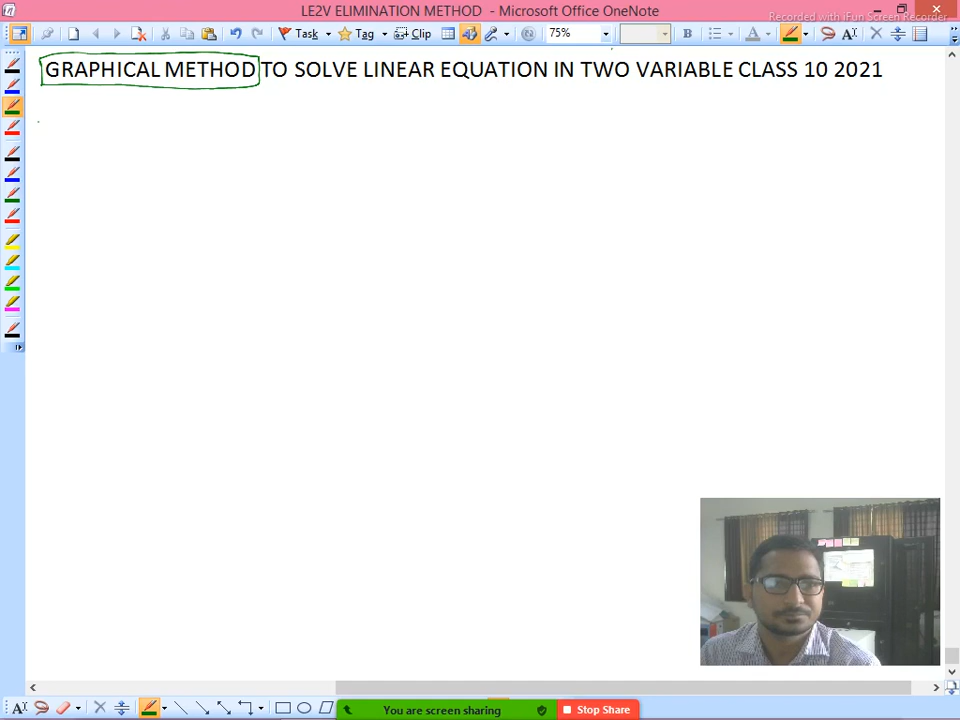 LE2V ELIMINATION METHOD - Microsoft Office OneNote
Recorded with iFun Screen Recorder
Task Tag Clip 75% B A
GRAPHICAL METHOD TO SOLVE LINEAR EQUATION IN TWO VARIABLE CLASS 10 2021
You are screen sharing Stop Share